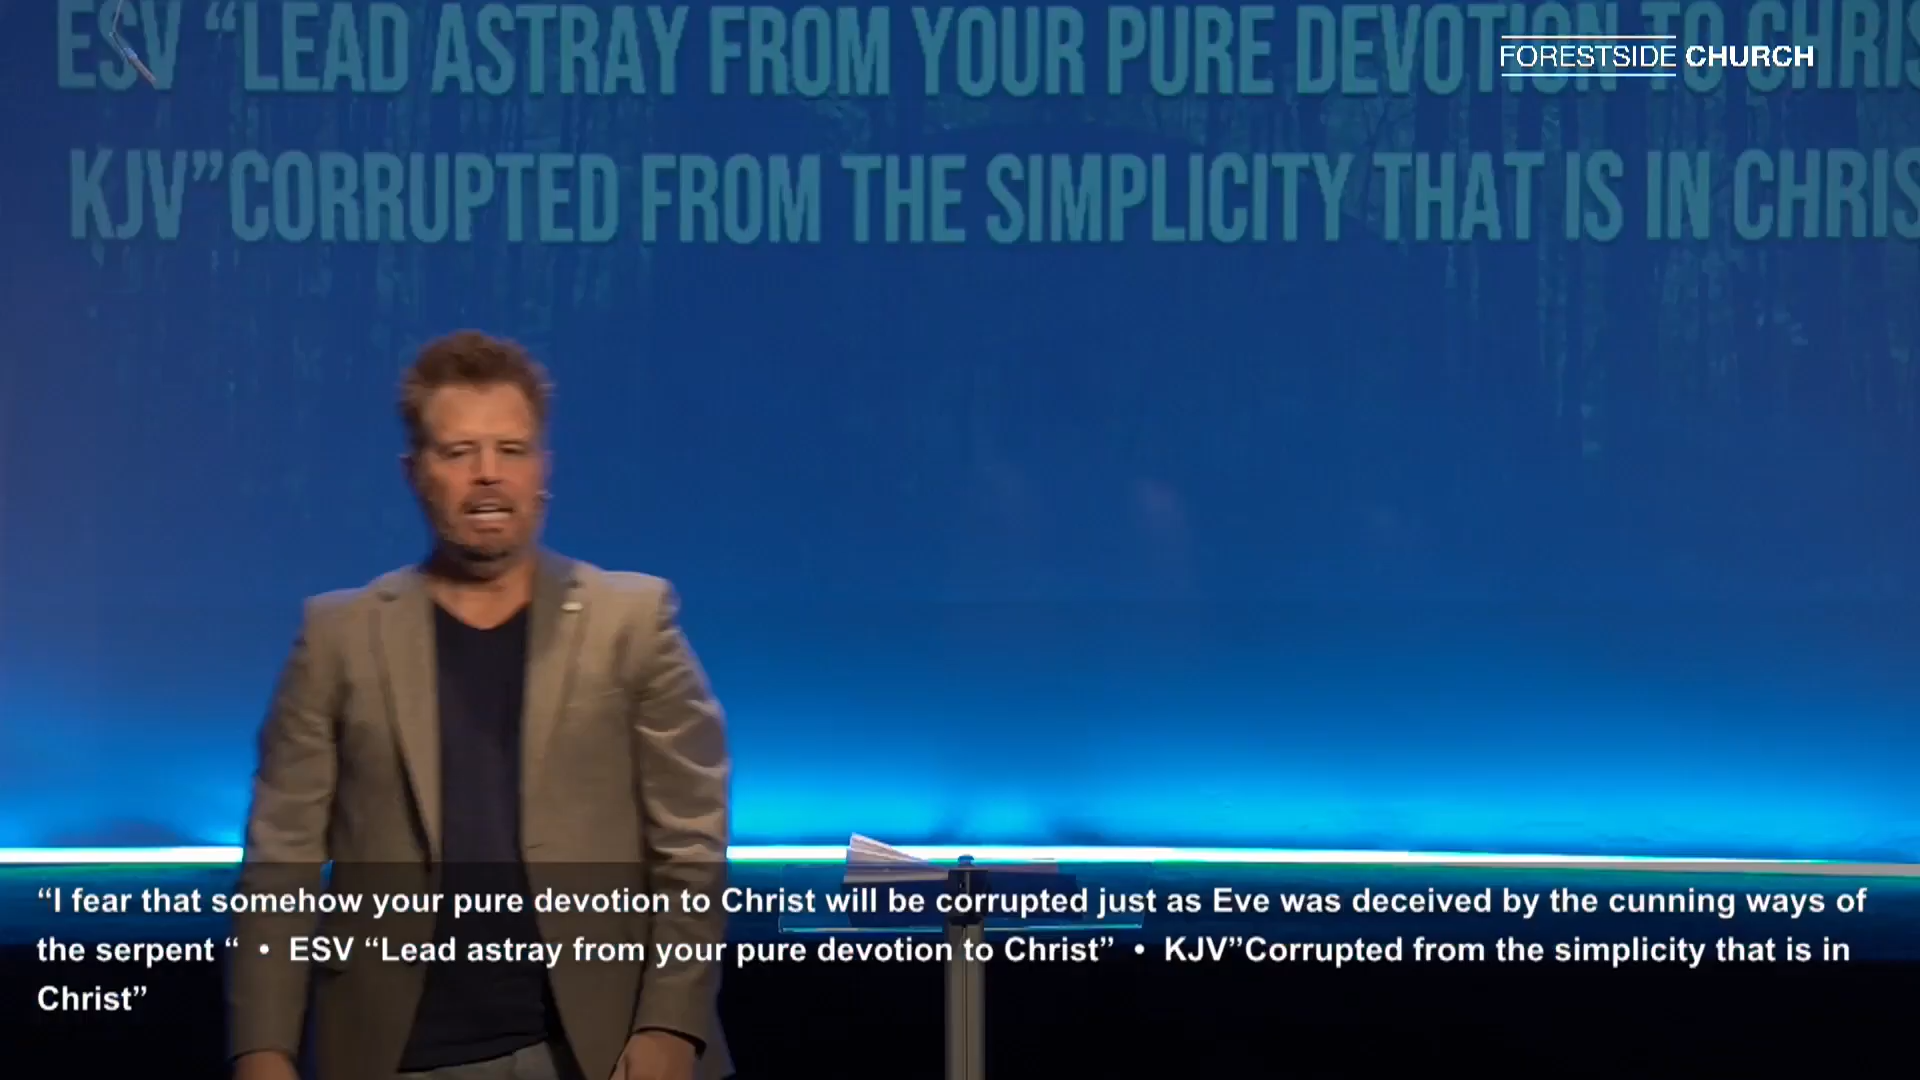 ESV “LEAD ASTRAY FROM YOUR PURE DEVOTION TO CHRIS
FORESTSIDE CHURCH
KJV”CORRUPTED FROM THE SIMPLICITY THAT IS IN CHRIS
“I fear that somehow your pure devotion to Christ will be corrupted just as Eve was deceived by the cunning ways of
the serpent “ • ESV “Lead astray from your pure devotion to Christ” • KJV”Corrupted from the simplicity that is in
Christ”